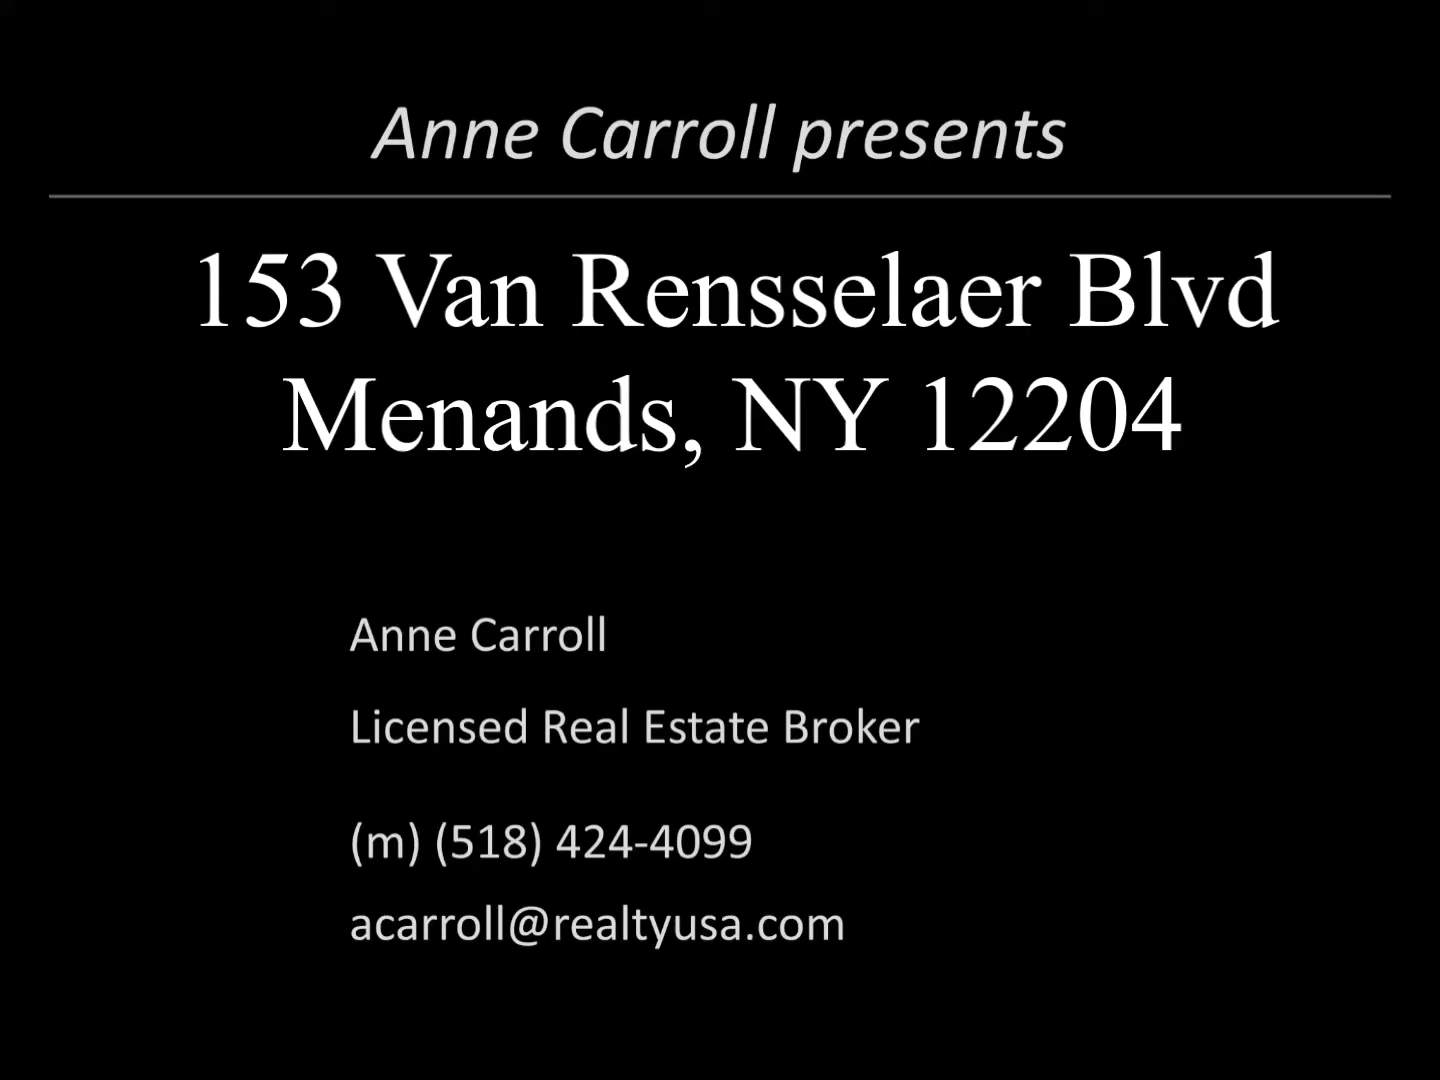 Anne Carroll presents
153 Van Rensselaer Blvd
Menands, NY 12204
Anne Carroll
Licensed Real Estate Broker
(m) (518) 424-4099
acarroll@realtyusa.com